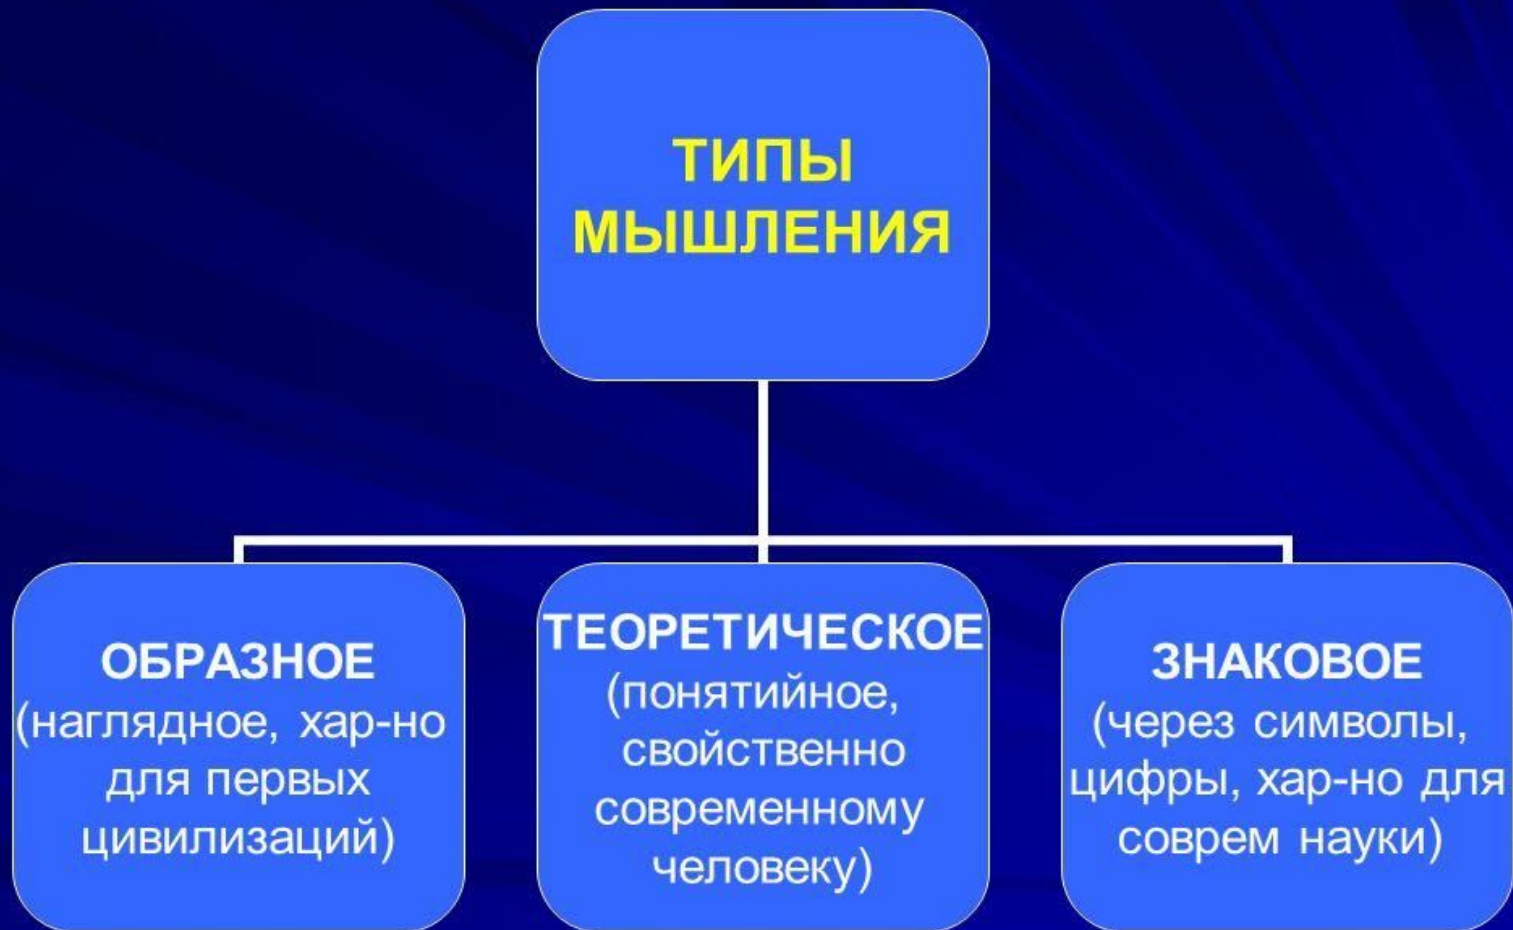 ТИПЫ
МЫШЛЕНИЯ
ОБРАЗНОЕ
(наглядное, хар-но
для первых
цивилизаций)
ТЕОРЕТИЧЕСКОЕ
(понятийное,
свойственно
современному
человеку)
ЗНАКОВОЕ
(через символы,
цифры, хар-но для
соврем науки)